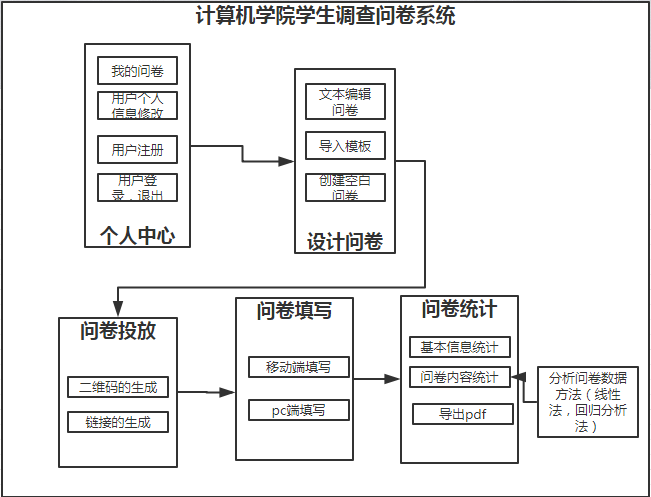 计算机学院学生调查问卷系统
我的问卷
用户个人
信息修改
用户注册
用户登
录，退出
个人中心
文本编辑
问卷
导入模板
创建空白
问卷
设计问卷
问卷投放
二维码的生成
链接的生成
问卷填写
移动端填写
pc端填写
问卷统计
基本信息统计
问卷内容统计
导出pdf
分析问卷数据
方法（线性
法，回归分析
法）